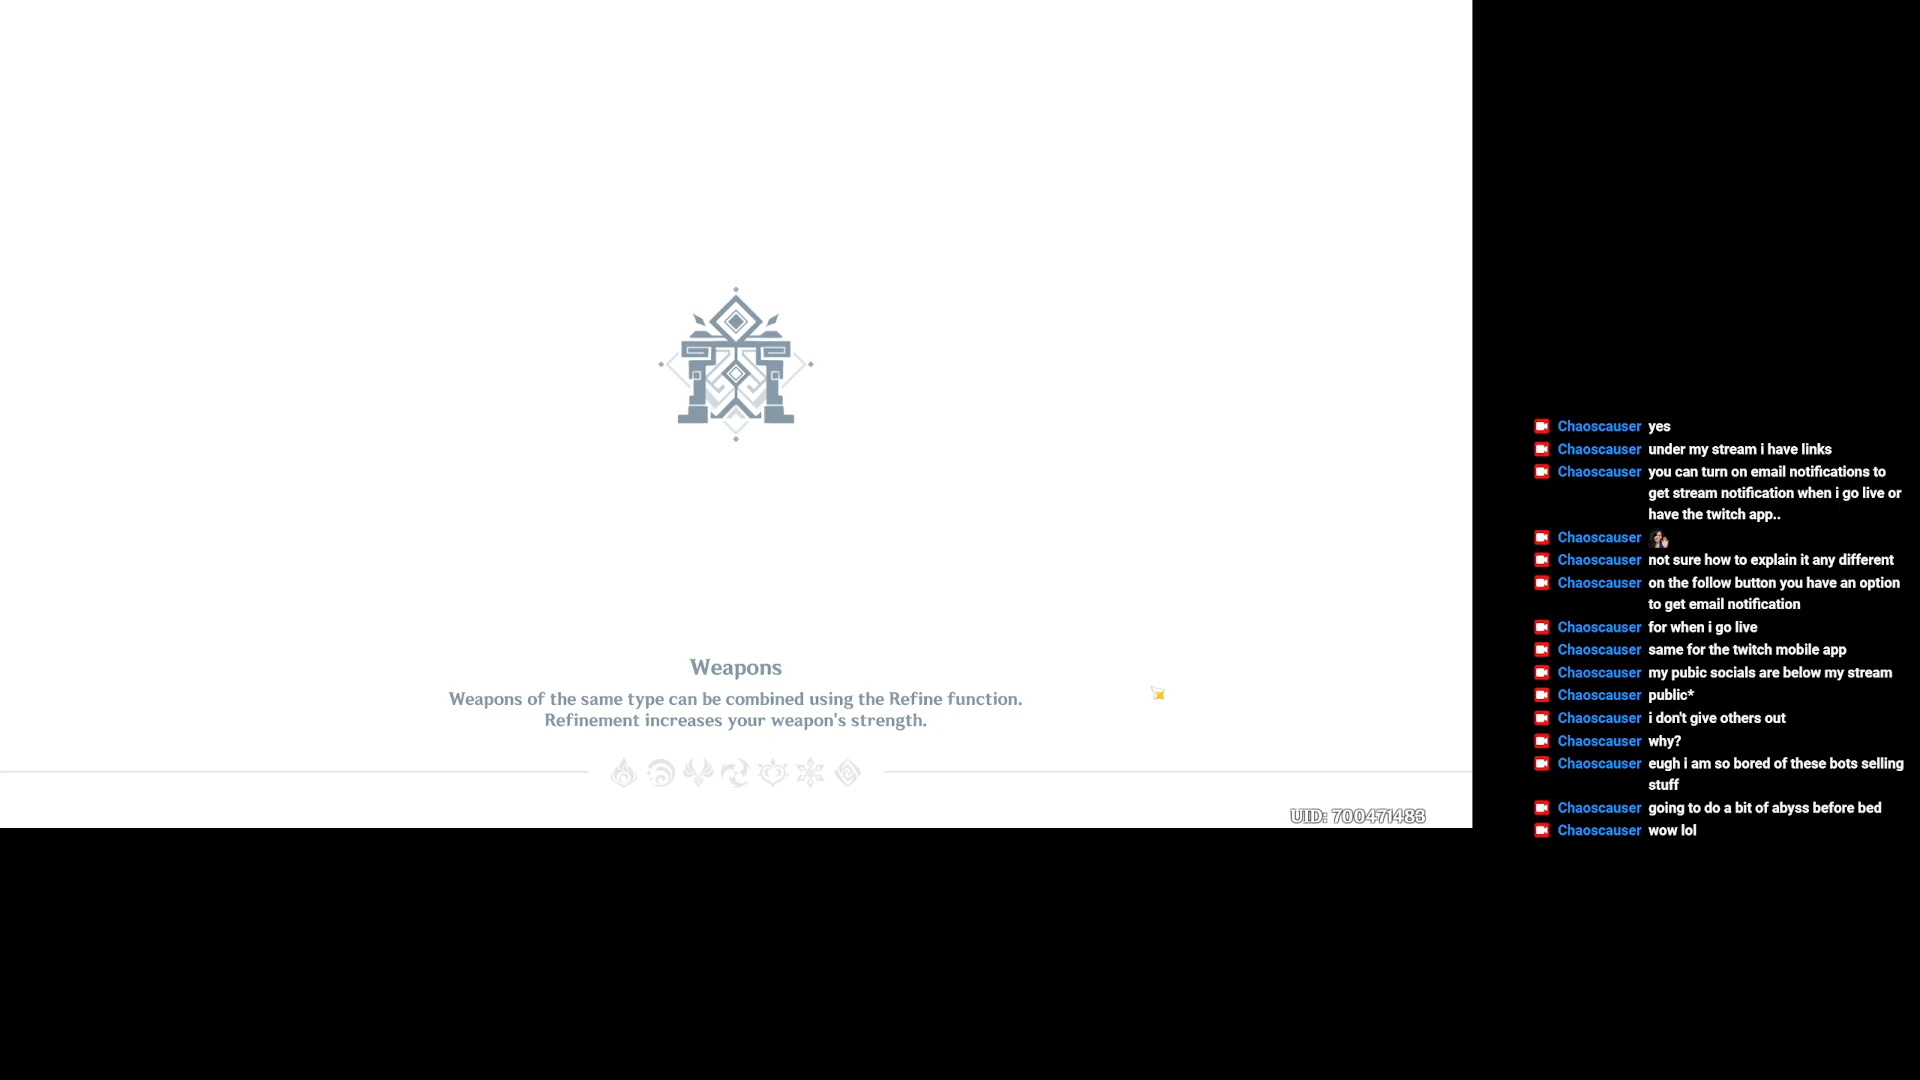 Weapons
Weapons of the same type can be combined using the Refine function.
Refinement increases your weapon's strength.
UID: 700471483
Chaoscauser yes
Chaoscauser under my stream i have links
Chaoscauser you can turn on email notifications to
get stream notification when i go live or
have the twitch app..
Chaoscauser
Chaoscauser not sure how to explain it any different
Chaoscauser on the follow button you have an option
to get email notification
Chaoscauser for when i go live
Chaoscauser same for the twitch mobile app
Chaoscauser my pubic socials are below my stream
Chaoscauser public*
Chaoscauser i don't give others out
Chaoscauser why?
Chaoscauser eugh i am so bored of these bots selling
stuff
Chaoscauser going to do a bit of abyss before bed
Chaoscauser wow lol